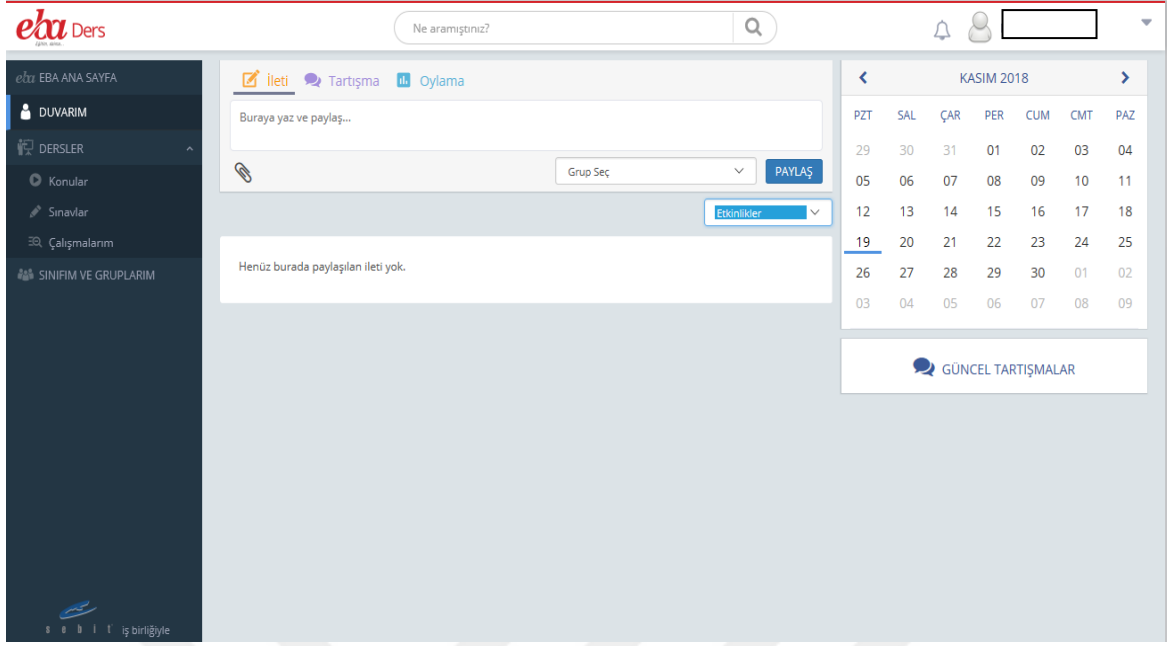 eba Ders
Ne aramıştınız?
eba EBA ANA SAYFA
DUVARIM
DERSLER
Konular
Sınavlar
Çalışmalarım
SINIFIM VE GRUPLARIM
sebit işbirliğiyle
İleti Tartışma Oylama
Buraya yaz ve paylaş...
Grup Seç PAYLAŞ
Etkinlikler
Henüz burada paylaşılan ileti yok.
KASIM 2018
PZT SAL ÇAR PER CUM CMT PAZ
29 30 31 01 02 03 04
05 06 07 08 09 10 11
12 13 14 15 16 17 18
19 20 21 22 23 24 25
26 27 28 29 30 01 02
03 04 05 06 07 08 09
GÜNCEL TARTIŞMALAR